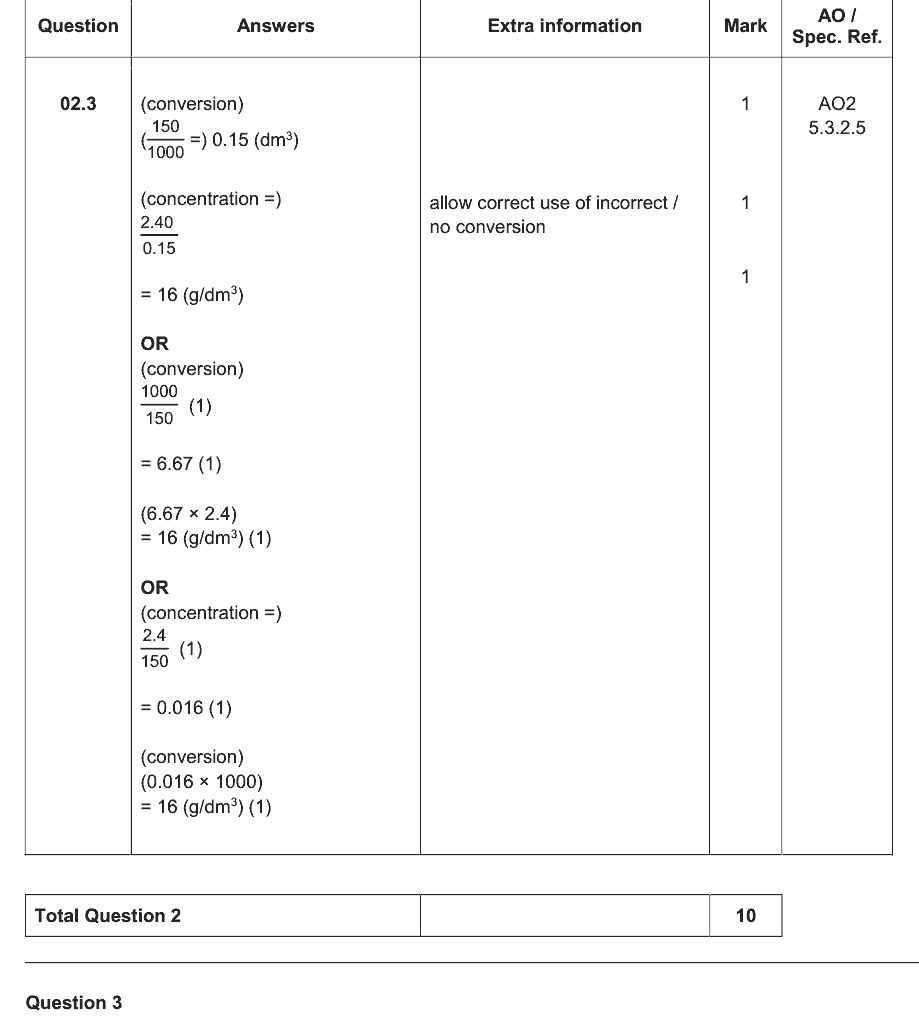 Question Answers Extra information Mark AO /
Spec. Ref.
02.3 (conversion) 1 AO2
(150/1000 =) 0.15 (dm³) 5.3.2.5
(concentration =) allow correct use of incorrect / 1
2.40/0.15 no conversion
1
= 16 (g/dm³)
OR
(conversion)
1000/150 (1)
= 6.67 (1)
(6.67 × 2.4)
= 16 (g/dm³) (1)
OR
(concentration =)
2.4/150 (1)
= 0.016 (1)
(conversion)
(0.016 × 1000)
= 16 (g/dm³) (1)
Total Question 2 10
Question 3